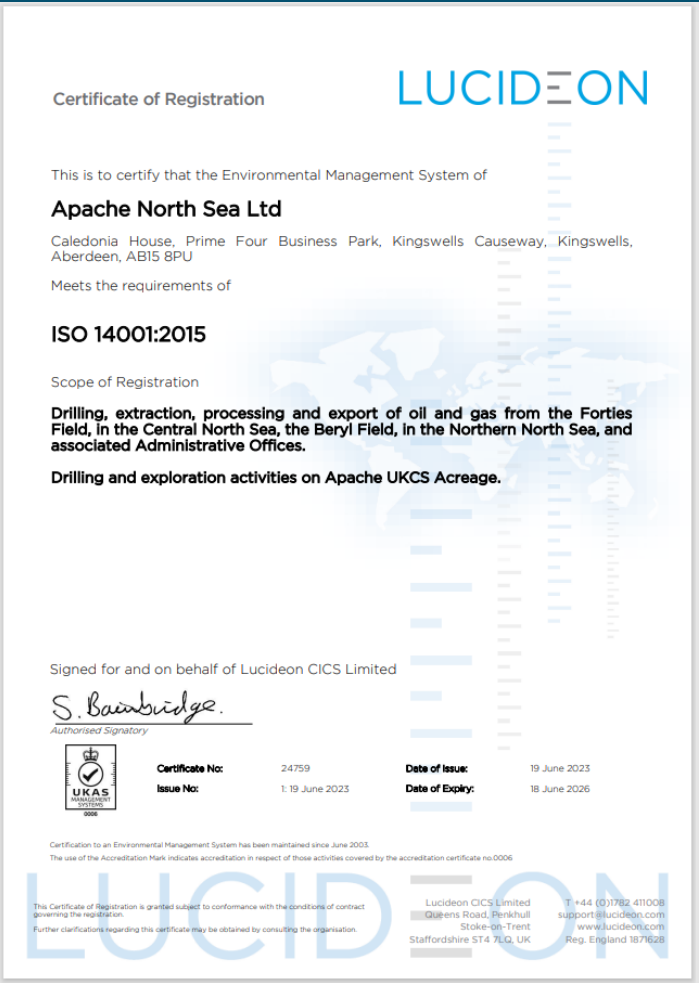 Certificate of Registration
LUCIDEON
This is to certify that the Environmental Management System of
Apache North Sea Ltd
Caledonia House, Prime Four Business Park, Kingswells Causeway, Kingswells,
Aberdeen, AB15 8PU
Meets the requirements of
ISO 14001:2015
Scope of Registration
Drilling, extraction, processing and export of oil and gas from the Forties
Field, in the Central North Sea, the Beryl Field, in the Northern North Sea, and
associated Administrative Offices.
Drilling and exploration activities on Apache UKCS Acreage.
Signed for and on behalf of Lucideon CICS Limited
S. Bainbridge.
Authorised Signatory
UKAS
MANAGEMENT
SYSTEMS
0006
Certificate No: 24759 Date of Issue: 19 June 2023
Issue No: 1: 19 June 2023 Date of Expiry: 18 June 2026
Certification to an Environmental Management System has been maintained since June 2003.
The use of the Accreditation Mark indicates accreditation in respect of those activities covered by the accreditation certificate no.0006
LUCIDEON
This Certificate of Registration is granted subject to conformance with the conditions of contract
governing the registration.
Further clarifications regarding this certificate may be obtained by consulting the organisation.
Lucideon CICS Limited
Queens Road, Penkhull
Stoke-on-Trent
Staffordshire ST4 7LQ, UK
T +44 (0)1782 411008
support@lucideon.com
www.lucideon.com
Reg. England 1871628